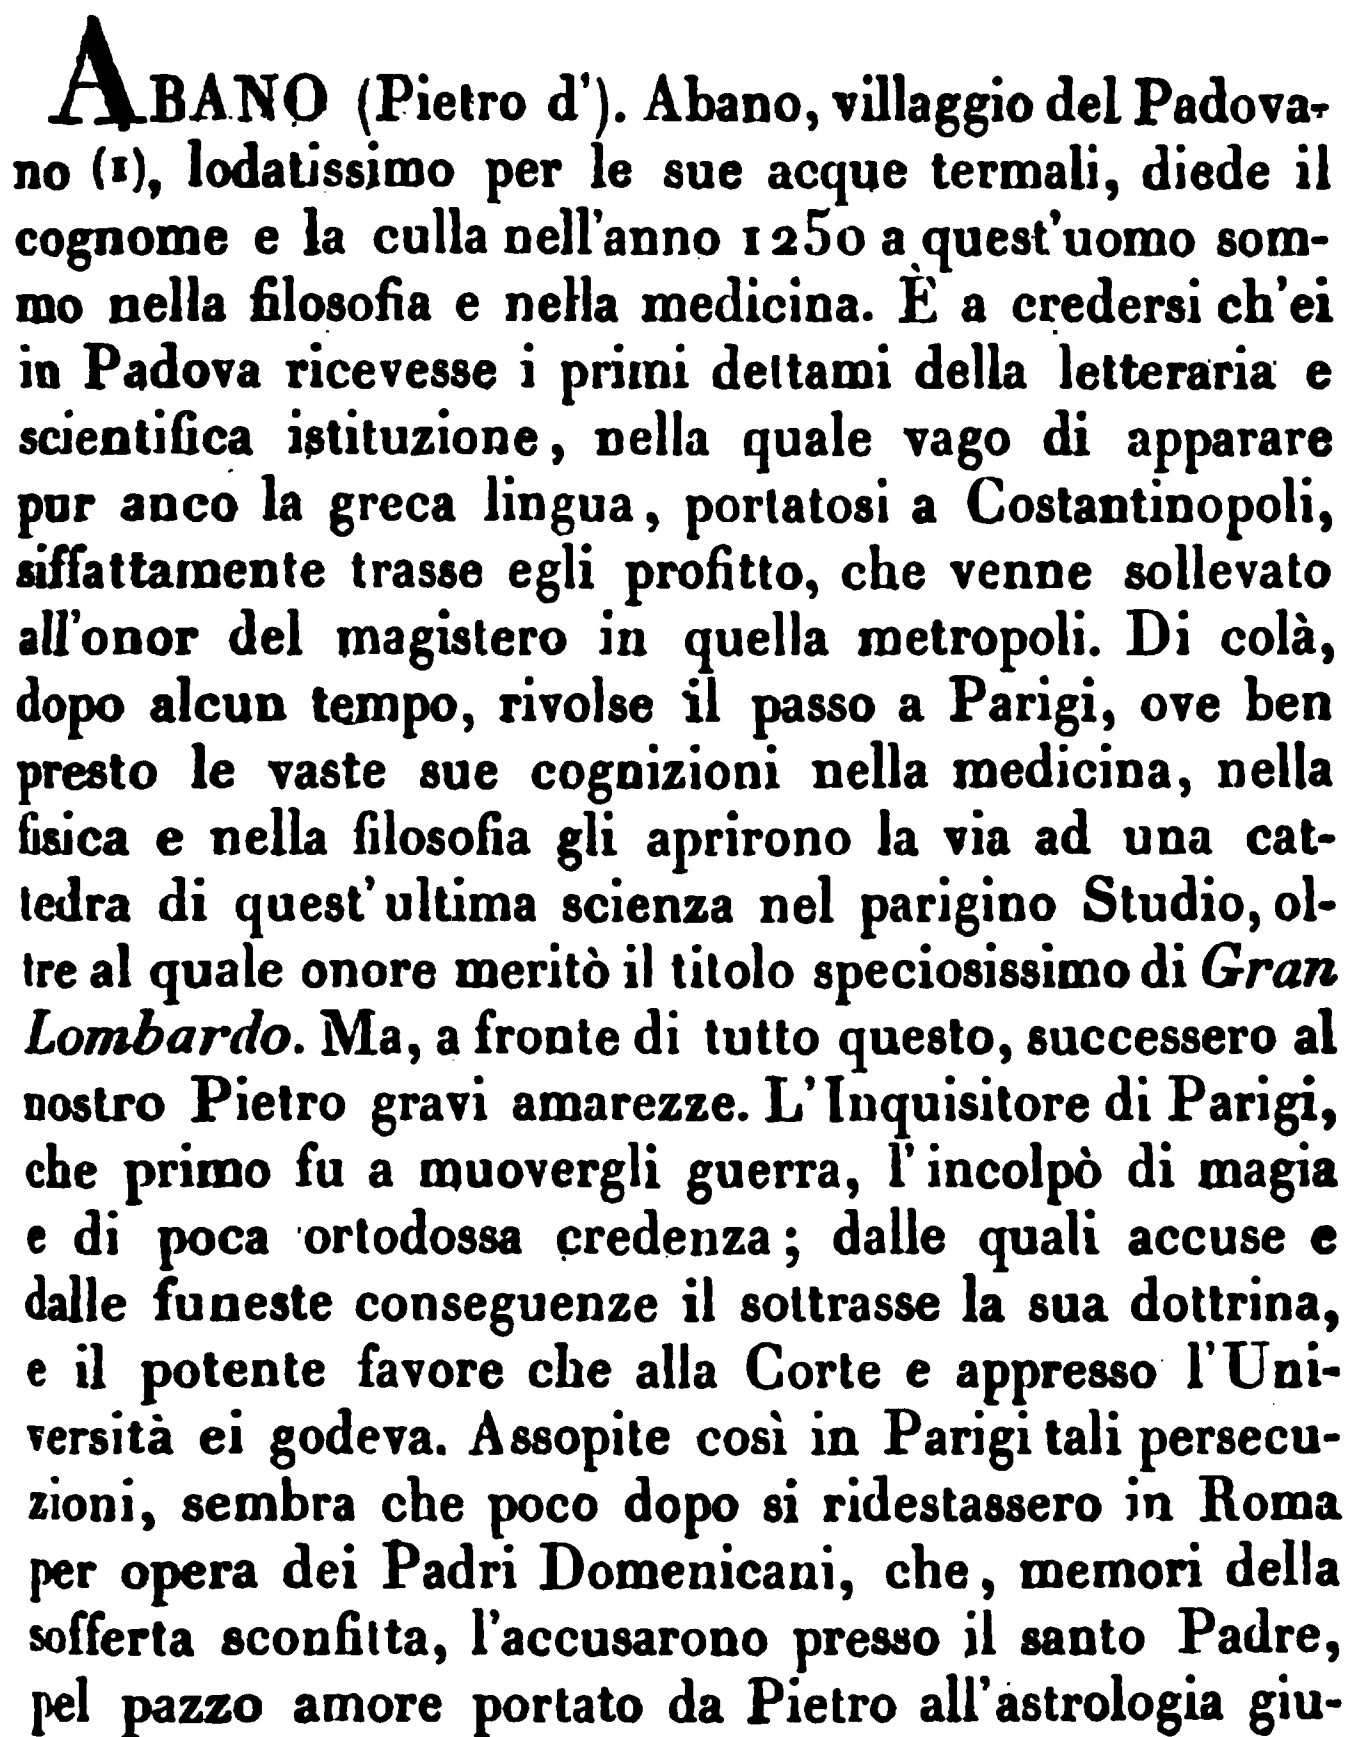 ABANO (Pietro d'). Abano, villaggio del Padova-
no (1), lodatissimo per le sue acque termali, diede il
cognome e la culla nell'anno 1250 a quest'uomo som-
mo nella filosofia e nella medicina. È a credersi ch'ei
in Padova ricevesse i primi dettami della letteraria e
scientifica istituzione, nella quale vago di apparare
pur anco la greca lingua, portatosi a Costantinopoli,
siffattamente trasse egli profitto, che venne sollevato
all'onor del magistero in quella metropoli. Di colà,
dopo alcun tempo, rivolse il passo a Parigi, ove ben
presto le vaste sue cognizioni nella medicina, nella
fisica e nella filosofia gli aprirono la via ad una cat-
tedra di quest'ultima scienza nel parigino Studio, ol-
tre al quale onore meritò il titolo speciosissimo di Gran
Lombardo. Ma, a fronte di tutto questo, successero al
nostro Pietro gravi amarezze. L'Inquisitore di Parigi,
che primo fu a muovergli guerra, l'incolpò di magia
e di poca ortodossa credenza; dalle quali accuse e
dalle funeste conseguenze il sottrasse la sua dottrina,
e il potente favore che alla Corte e appresso l'Uni-
versità ei godeva. Assopite così in Parigi tali persecu-
zioni, sembra che poco dopo si ridestassero in Roma
per opera dei Padri Domenicani, che, memori della
sofferta sconfitta, l'accusarono presso il santo Padre,
pel pazzo amore portato da Pietro all'astrologia giu-